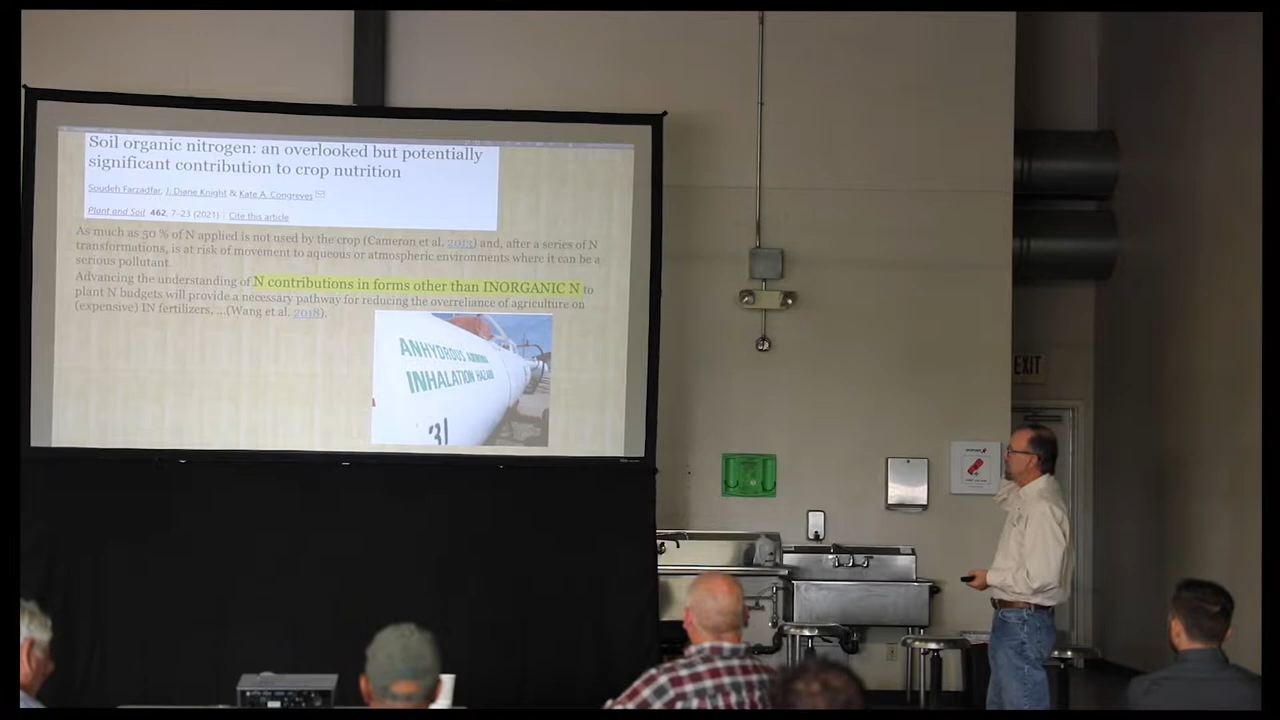 Soil organic nitrogen: an overlooked but potentially
significant contribution to crop nutrition
Soudeh Farzadfar, J. Diane Knight & Kate A. Congreves
Plant and Soil 462, 7–23 (2021) | Cite this article
As much as 50 % of N applied is not used by the crop (Cameron et al. 2013) and, after a series of N
transformations, is at risk of movement to aqueous or atmospheric environments where it can be a
serious pollutant.
Advancing the understanding of N contributions in forms other than INORGANIC N to
plant N budgets will provide a necessary pathway for reducing the overreliance of agriculture on
(expensive) IN fertilizers, ...(Wang et al. 2018).
ANHYDROUS AMMONIA
INHALATION HAZARD
31
EXIT